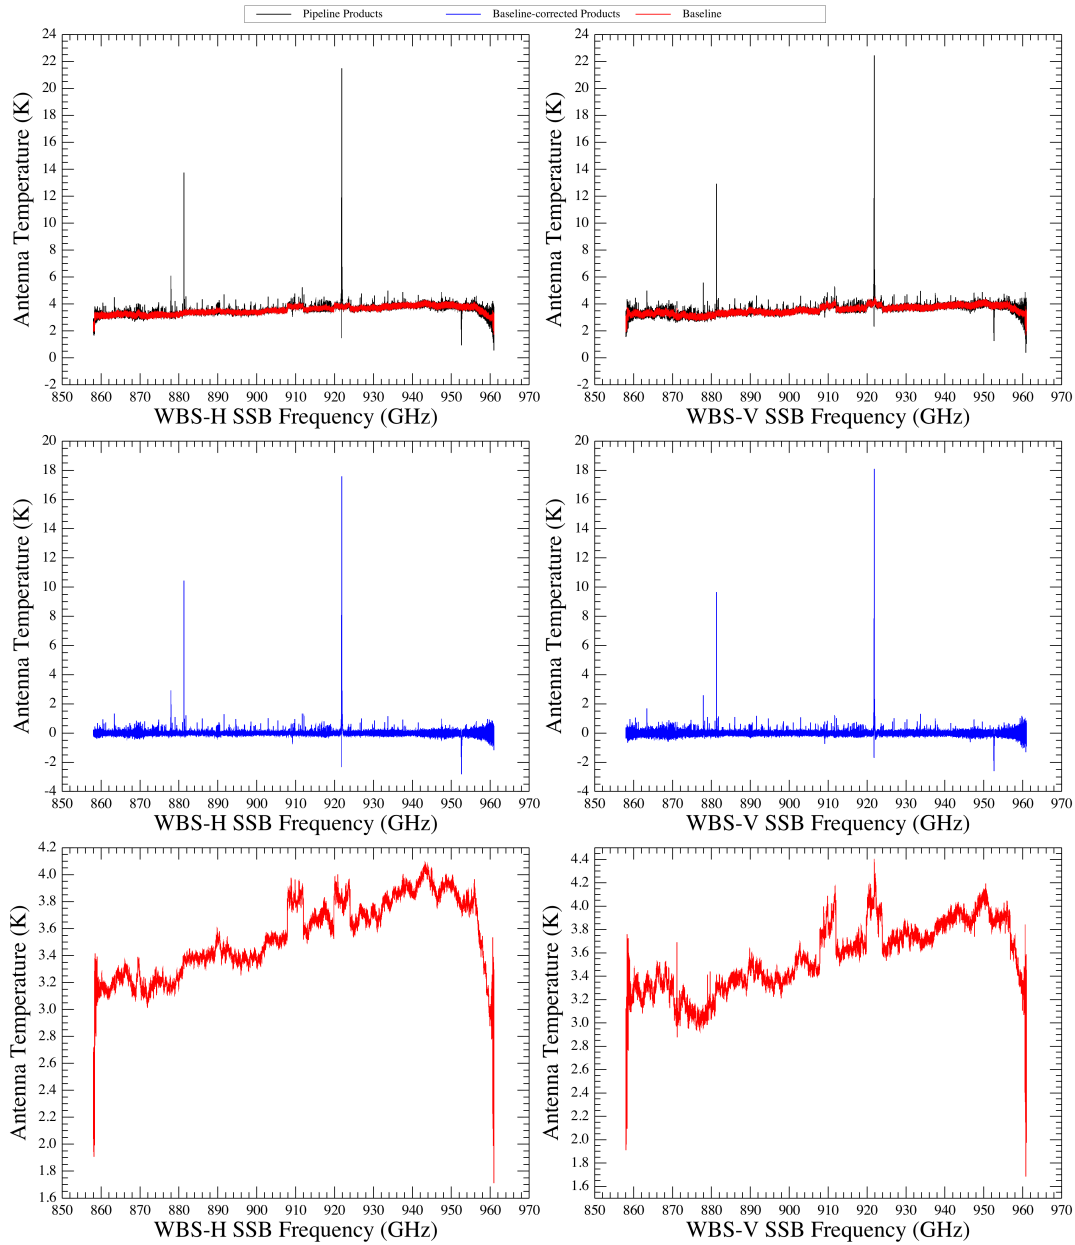 Pipeline Products Baseline-corrected Products Baseline
24 22 20 18 16 14 12 10 8 6 4 2 0 -2
Antenna Temperature (K)
850 860 870 880 890 900 910 920 930 940 950 960 970
WBS-H SSB Frequency (GHz)
24 22 20 18 16 14 12 10 8 6 4 2 0 -2
Antenna Temperature (K)
850 860 870 880 890 900 910 920 930 940 950 960 970
WBS-V SSB Frequency (GHz)
20 18 16 14 12 10 8 6 4 2 0 -2 -4
Antenna Temperature (K)
850 860 870 880 890 900 910 920 930 940 950 960 970
WBS-H SSB Frequency (GHz)
20 18 16 14 12 10 8 6 4 2 0 -2 -4
Antenna Temperature (K)
850 860 870 880 890 900 910 920 930 940 950 960 970
WBS-V SSB Frequency (GHz)
4.2 4.0 3.8 3.6 3.4 3.2 3.0 2.8 2.6 2.4 2.2 2.0 1.8 1.6
Antenna Temperature (K)
850 860 870 880 890 900 910 920 930 940 950 960 970
WBS-H SSB Frequency (GHz)
4.4 4.2 4.0 3.8 3.6 3.4 3.2 3.0 2.8 2.6 2.4 2.2 2.0 1.8 1.6
Antenna Temperature (K)
850 860 870 880 890 900 910 920 930 940 950 960 970
WBS-V SSB Frequency (GHz)